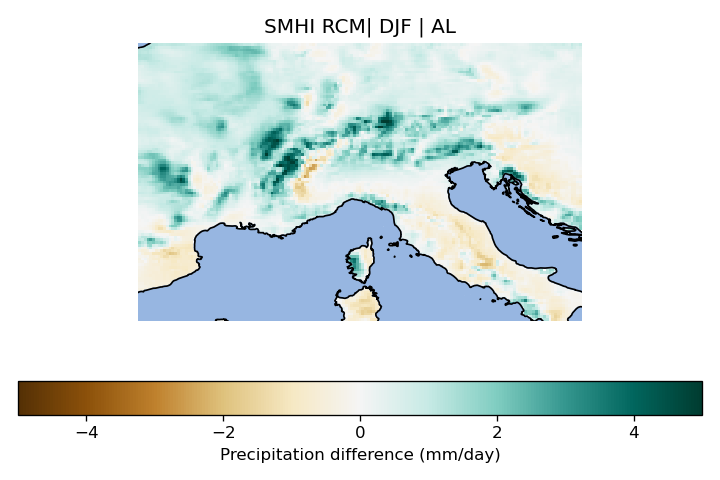 SMHI RCM| DJF | AL
−4 −2 0 2 4
Precipitation difference (mm/day)